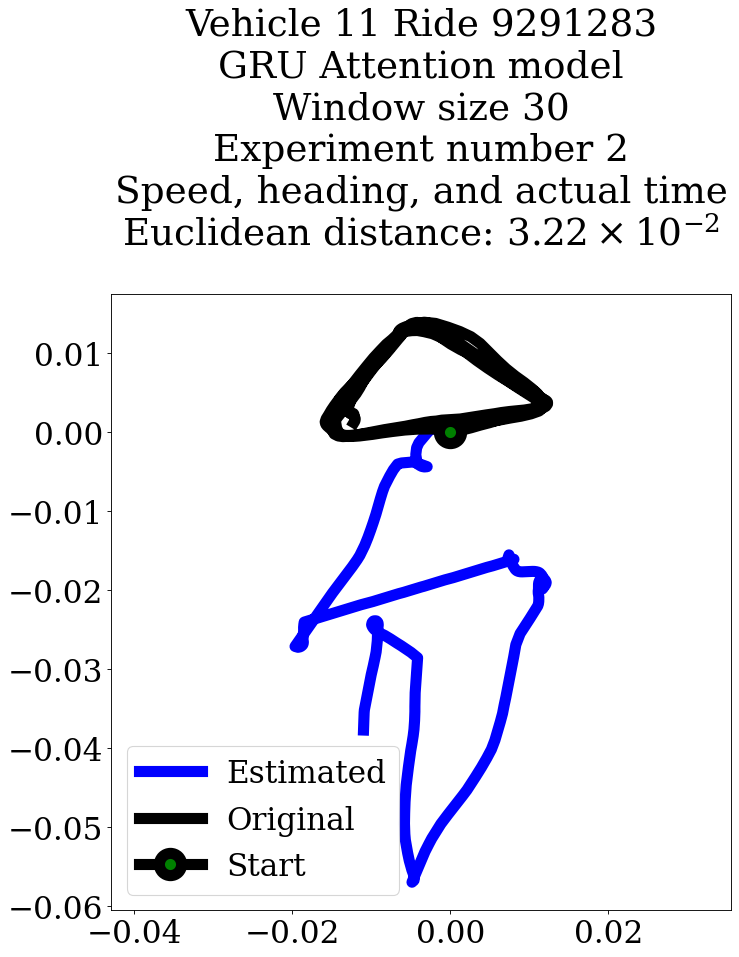 Vehicle 11 Ride 9291283
GRU Attention model
Window size 30
Experiment number 2
Speed, heading, and actual time
Euclidean distance: 3.22 × 10⁻²
0.01
0.00
−0.01
−0.02
−0.03
−0.04
−0.05
−0.06
Estimated
Original
Start
−0.04
−0.02
0.00
0.02